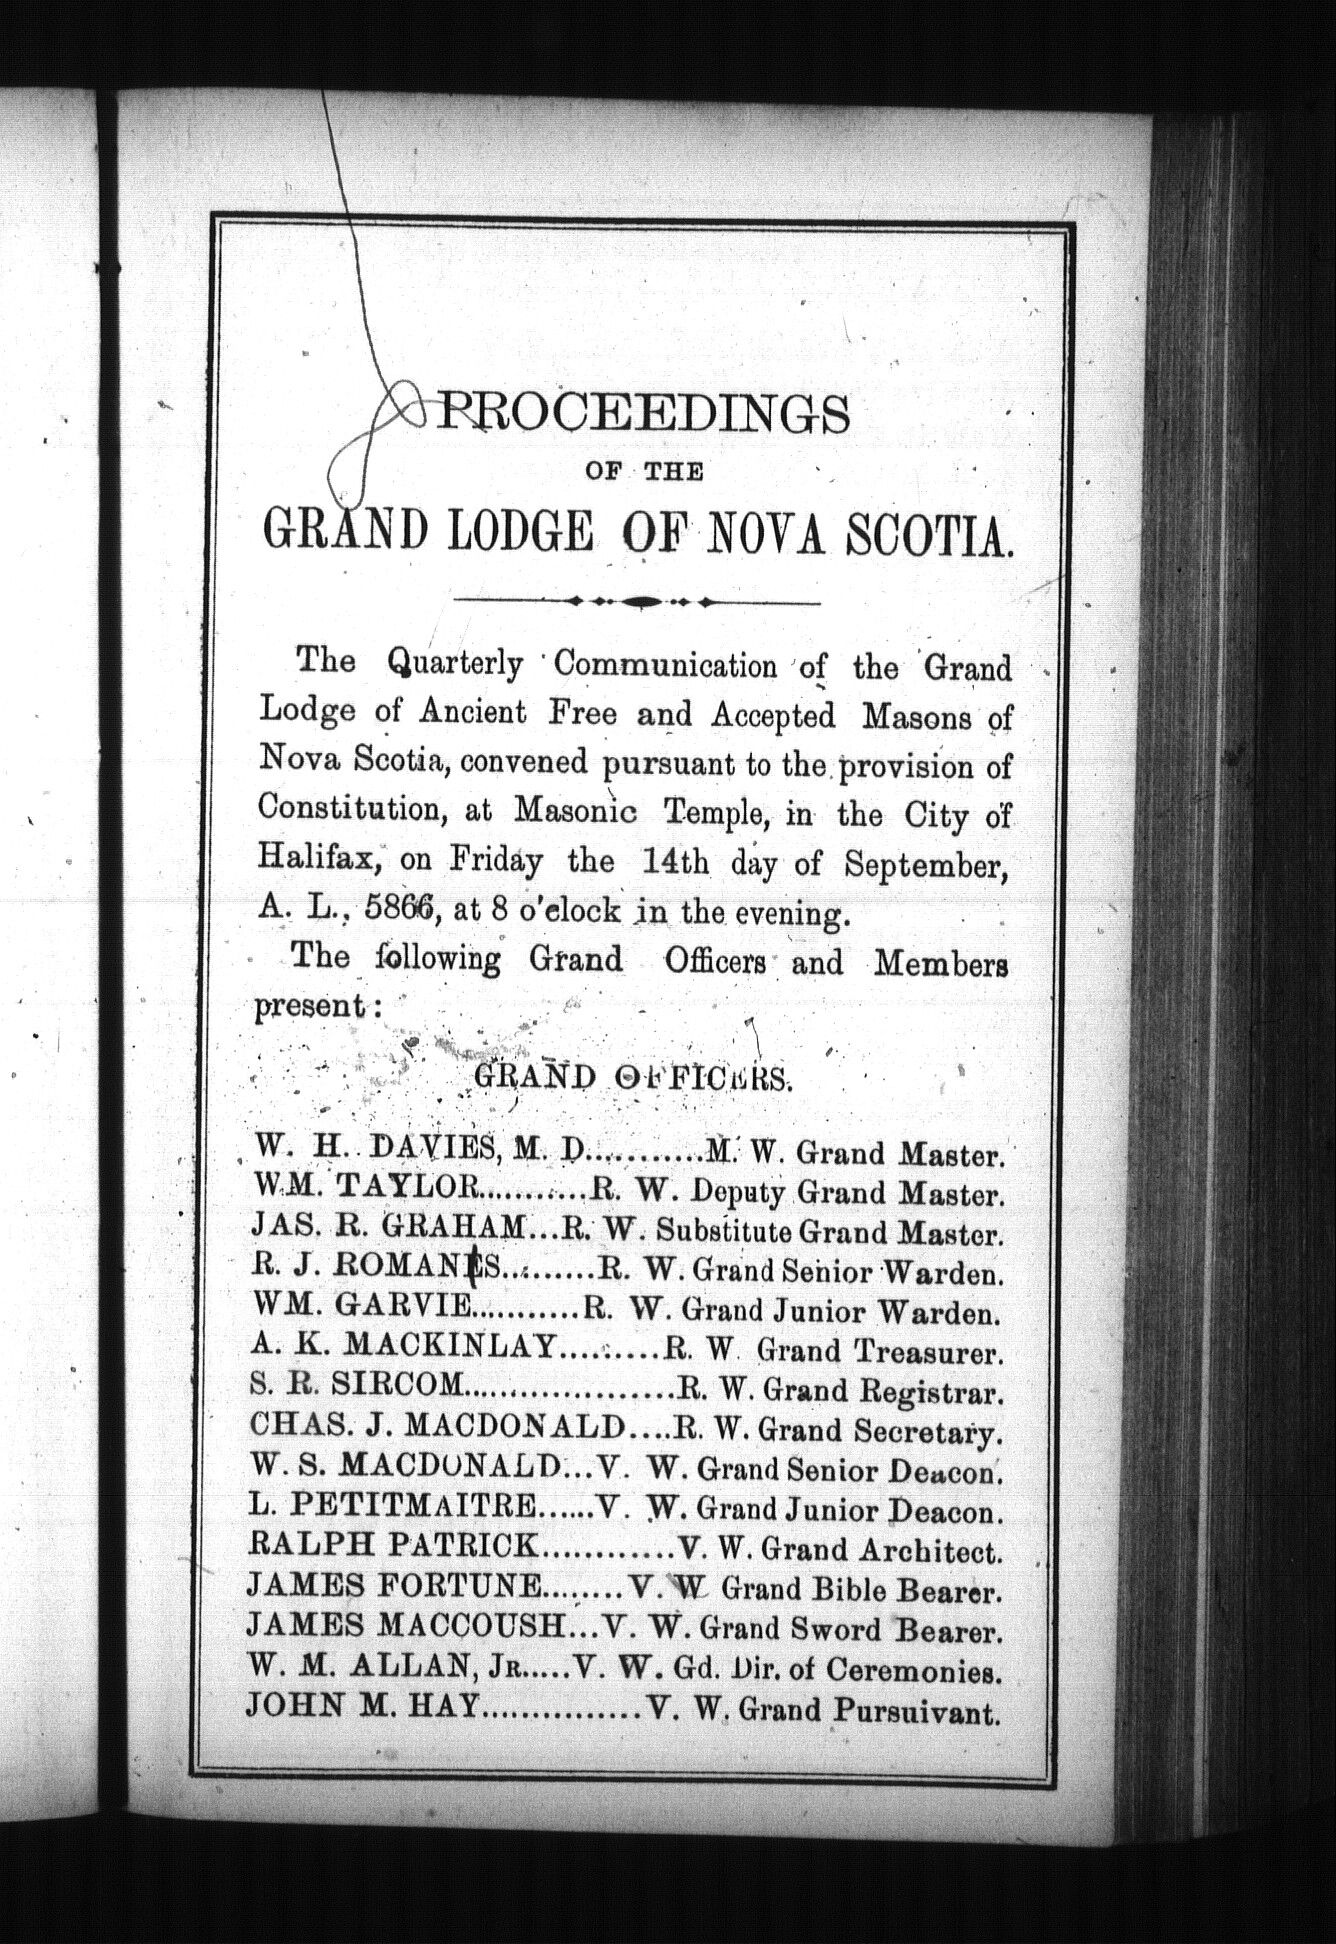 PROCEEDINGS
OF THE
GRAND LODGE OF NOVA SCOTIA.
The Quarterly Communication of the Grand
Lodge of Ancient Free and Accepted Masons of
Nova Scotia, convened pursuant to the provision of
Constitution, at Masonic Temple, in the City of
Halifax, on Friday the 14th day of September,
A. L., 5866, at 8 o'clock in the evening.
The following Grand Officers and Members
present:
GRAND OFFICERS.
W. H. DAVIES, M. D...........M. W. Grand Master.
WM. TAYLOR...........R. W. Deputy Grand Master.
JAS. R. GRAHAM...R. W. Substitute Grand Master.
R. J. ROMANES.........R. W. Grand Senior Warden.
WM. GARVIE...........R. W. Grand Junior Warden.
A. K. MACKINLAY.........R. W. Grand Treasurer.
S. R. SIRCOM....................R. W. Grand Registrar.
CHAS. J. MACDONALD....R. W. Grand Secretary.
W. S. MACDONALD...V. W. Grand Senior Deacon.
L. PETITMAITRE......V. W. Grand Junior Deacon.
RALPH PATRICK.............V. W. Grand Architect.
JAMES FORTUNE........V. W Grand Bible Bearer.
JAMES MACCOUSH...V. W. Grand Sword Bearer.
W. M. ALLAN, JR.....V. W. Gd. Dir. of Ceremonies.
JOHN M. HAY...............V. W. Grand Pursuivant.